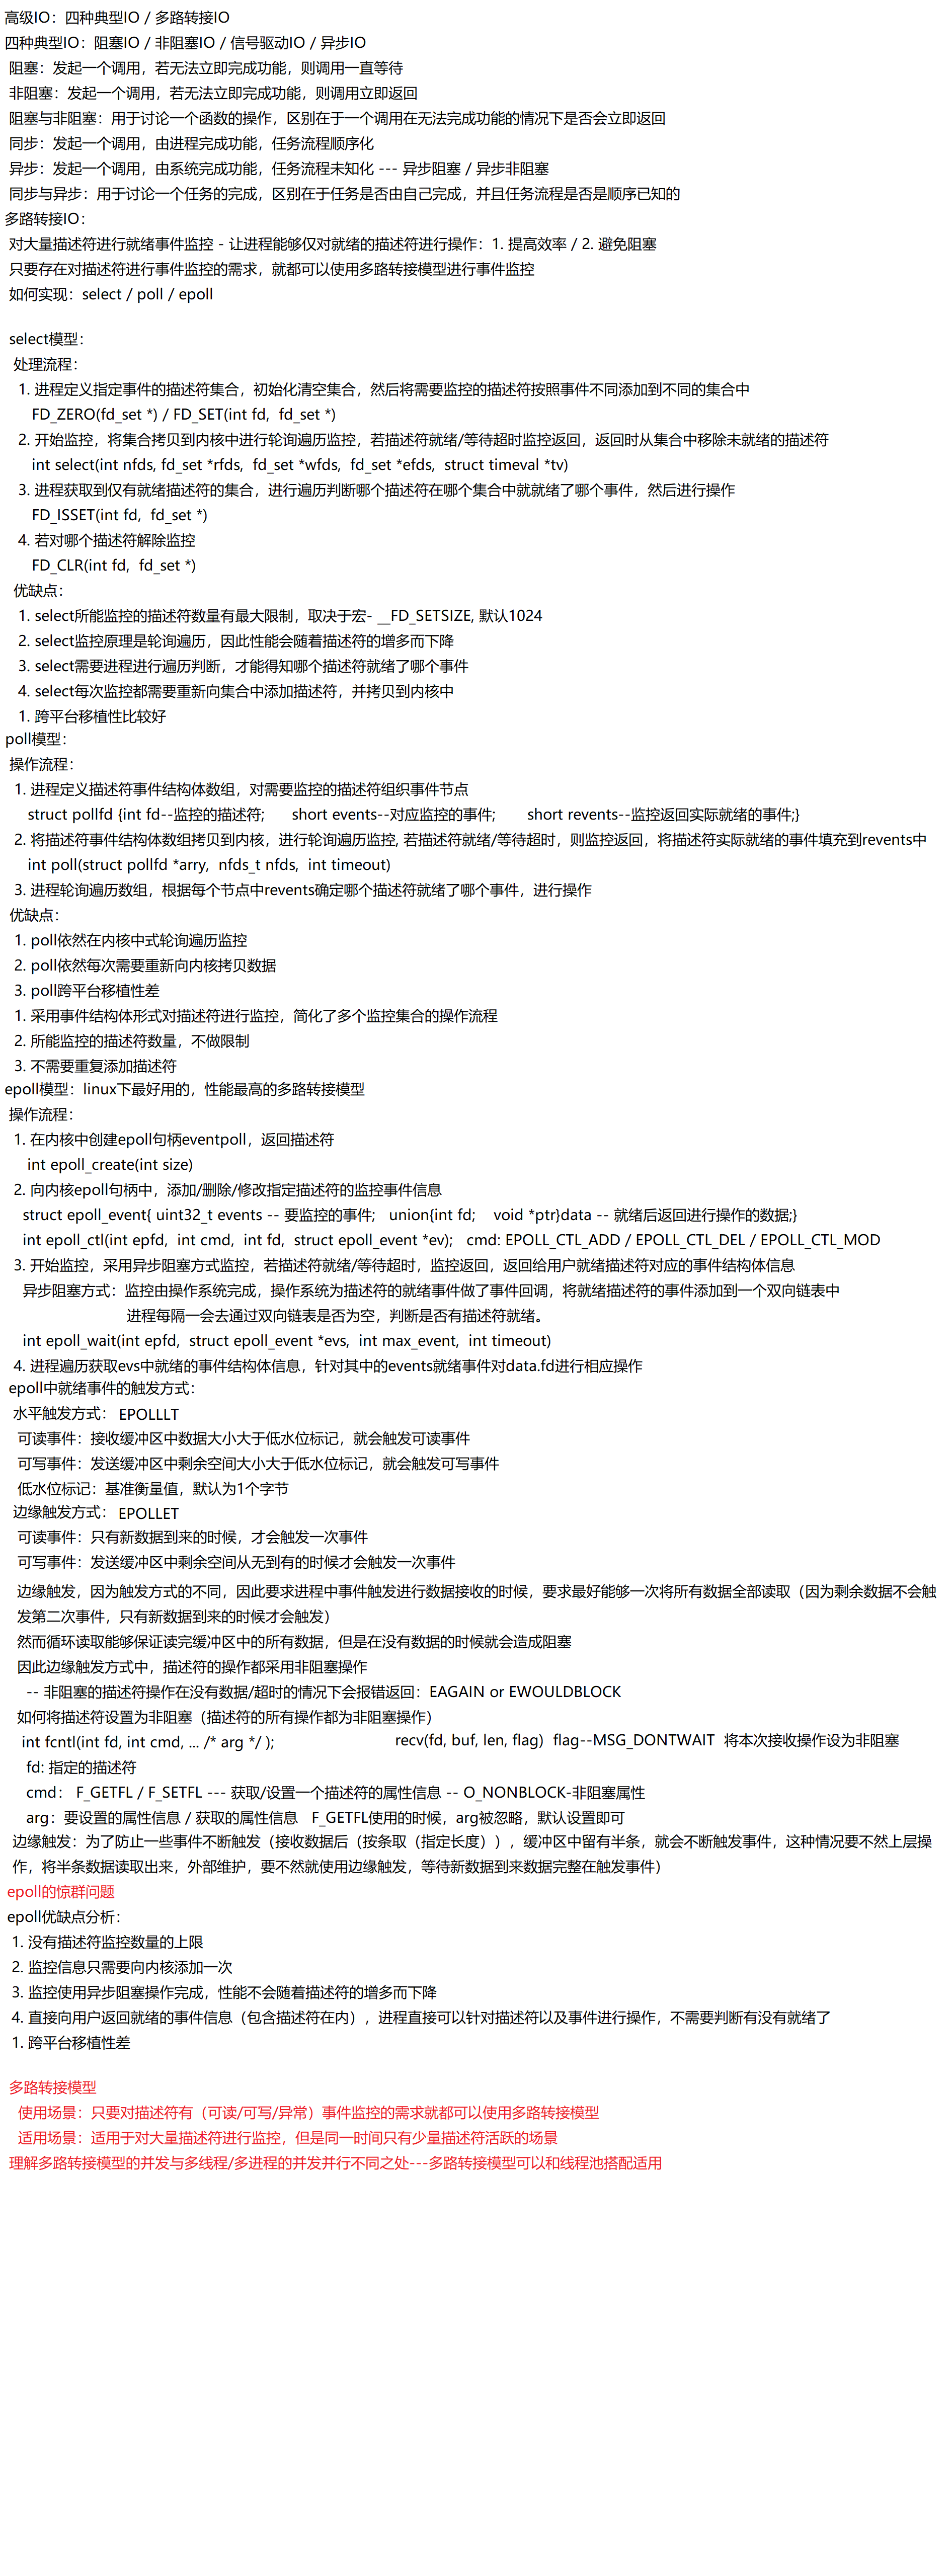 高级IO：四种典型IO / 多路转接IO
四种典型IO：阻塞IO / 非阻塞IO / 信号驱动IO / 异步IO
阻塞：发起一个调用，若无法立即完成功能，则调用一直等待
非阻塞：发起一个调用，若无法立即完成功能，则调用立即返回
阻塞与非阻塞：用于讨论一个函数的操作，区别在于一个调用在无法完成功能的情况下是否会立即返回
同步：发起一个调用，由进程完成功能，任务流程顺序化
异步：发起一个调用，由系统完成功能，任务流程未知化 --- 异步阻塞 / 异步非阻塞
同步与异步：用于讨论一个任务的完成，区别在于任务是否由自己完成，并且任务流程是否是顺序已知的
多路转接IO：
对大量描述符进行就绪事件监控 - 让进程能够仅对就绪的描述符进行操作：1. 提高效率 / 2. 避免阻塞
只要存在对描述符进行事件监控的需求，就都可以使用多路转接模型进行事件监控
如何实现：select / poll / epoll
select模型：
处理流程：
1. 进程定义指定事件的描述符集合，初始化清空集合，然后将需要监控的描述符按照事件不同添加到不同的集合中
FD_ZERO(fd_set *) / FD_SET(int fd,  fd_set *)
2. 开始监控，将集合拷贝到内核中进行轮询遍历监控，若描述符就绪/等待超时监控返回，返回时从集合中移除未就绪的描述符
int select(int nfds, fd_set *rfds,  fd_set *wfds,  fd_set *efds,  struct timeval *tv)
3. 进程获取到仅有就绪描述符的集合，进行遍历判断哪个描述符在哪个集合中就就绪了哪个事件，然后进行操作
FD_ISSET(int fd,  fd_set *)
4. 若对哪个描述符解除监控
FD_CLR(int fd,  fd_set *)
优缺点：
1. select所能监控的描述符数量有最大限制，取决于宏- __FD_SETSIZE, 默认1024
2. select监控原理是轮询遍历，因此性能会随着描述符的增多而下降
3. select需要进程进行遍历判断，才能得知哪个描述符就绪了哪个事件
4. select每次监控都需要重新向集合中添加描述符，并拷贝到内核中
1. 跨平台移植性比较好
poll模型：
操作流程：
1. 进程定义描述符事件结构体数组，对需要监控的描述符组织事件节点
struct pollfd {int fd--监控的描述符;      short events--对应监控的事件;       short revents--监控返回实际就绪的事件;}
2. 将描述符事件结构体数组拷贝到内核，进行轮询遍历监控, 若描述符就绪/等待超时，则监控返回，将描述符实际就绪的事件填充到revents中
int poll(struct pollfd *arry,  nfds_t nfds,  int timeout)
3. 进程轮询遍历数组，根据每个节点中revents确定哪个描述符就绪了哪个事件，进行操作
优缺点：
1. poll依然在内核中式轮询遍历监控
2. poll依然每次需要重新向内核拷贝数据
3. poll跨平台移植性差
1. 采用事件结构体形式对描述符进行监控，简化了多个监控集合的操作流程
2. 所能监控的描述符数量，不做限制
3. 不需要重复添加描述符
epoll模型：linux下最好用的，性能最高的多路转接模型
操作流程：
1. 在内核中创建epoll句柄eventpoll，返回描述符
int epoll_create(int size)
2. 向内核epoll句柄中，添加/删除/修改指定描述符的监控事件信息
struct epoll_event{ uint32_t events -- 要监控的事件;   union{int fd;    void *ptr}data -- 就绪后返回进行操作的数据;}
int epoll_ctl(int epfd,  int cmd,  int fd,  struct epoll_event *ev);   cmd: EPOLL_CTL_ADD / EPOLL_CTL_DEL / EPOLL_CTL_MOD
3. 开始监控，采用异步阻塞方式监控，若描述符就绪/等待超时，监控返回，返回给用户就绪描述符对应的事件结构体信息
异步阻塞方式：监控由操作系统完成，操作系统为描述符的就绪事件做了事件回调，将就绪描述符的事件添加到一个双向链表中
进程每隔一会去通过双向链表是否为空，判断是否有描述符就绪。
int epoll_wait(int epfd,  struct epoll_event *evs,  int max_event,  int timeout)
4. 进程遍历获取evs中就绪的事件结构体信息，针对其中的events就绪事件对data.fd进行相应操作
epoll中就绪事件的触发方式：
水平触发方式： EPOLLLT
可读事件：接收缓冲区中数据大小大于低水位标记，就会触发可读事件
可写事件：发送缓冲区中剩余空间大小大于低水位标记，就会触发可写事件
低水位标记：基准衡量值，默认为1个字节
边缘触发方式： EPOLLET
可读事件：只有新数据到来的时候，才会触发一次事件
可写事件：发送缓冲区中剩余空间从无到有的时候才会触发一次事件
边缘触发，因为触发方式的不同，因此要求进程中事件触发进行数据接收的时候，要求最好能够一次将所有数据全部读取（因为剩余数据不会触
发第二次事件，只有新数据到来的时候才会触发）
然而循环读取能够保证读完缓冲区中的所有数据，但是在没有数据的时候就会造成阻塞
因此边缘触发方式中，描述符的操作都采用非阻塞操作
-- 非阻塞的描述符操作在没有数据/超时的情况下会报错返回：EAGAIN or EWOULDBLOCK
如何将描述符设置为非阻塞（描述符的所有操作都为非阻塞操作）
int fcntl(int fd, int cmd, ... /* arg */ );    recv(fd, buf, len, flag)  flag--MSG_DONTWAIT  将本次接收操作设为非阻塞
fd: 指定的描述符
cmd： F_GETFL / F_SETFL --- 获取/设置一个描述符的属性信息 -- O_NONBLOCK-非阻塞属性
arg：要设置的属性信息 / 获取的属性信息   F_GETFL使用的时候，arg被忽略，默认设置即可
边缘触发：为了防止一些事件不断触发（接收数据后（按条取（指定长度）），缓冲区中留有半条，就会不断触发事件，这种情况要不然上层操
作，将半条数据读取出来，外部维护，要不然就使用边缘触发，等待新数据到来数据完整在触发事件）
epoll的惊群问题
epoll优缺点分析：
1. 没有描述符监控数量的上限
2. 监控信息只需要向内核添加一次
3. 监控使用异步阻塞操作完成，性能不会随着描述符的增多而下降
4. 直接向用户返回就绪的事件信息（包含描述符在内），进程直接可以针对描述符以及事件进行操作，不需要判断有没有就绪了
1. 跨平台移植性差
多路转接模型
使用场景：只要对描述符有（可读/可写/异常）事件监控的需求就都可以使用多路转接模型
适用场景：适用于对大量描述符进行监控，但是同一时间只有少量描述符活跃的场景
理解多路转接模型的并发与多线程/多进程的并发并行不同之处---多路转接模型可以和线程池搭配适用